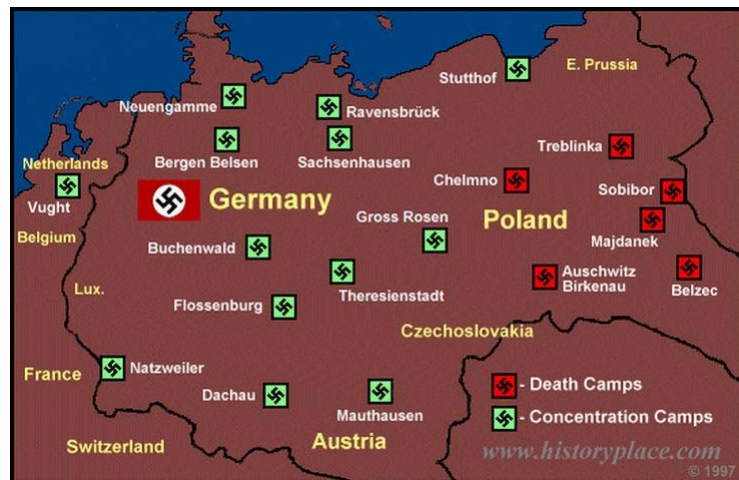 Stutthof
E. Prussia
Neuengamme
Ravensbrück
Bergen Belsen
Sachsenhausen
Treblinka
Netherlands
Vught
Chelmno
Sobibor
Germany
Gross Rosen
Poland
Belgium
Majdanek
Buchenwald
Lux.
Theresienstadt
Auschwitz
Birkenau
Belzec
Flossenburg
Czechoslovakia
France
Natzweiler
Dachau
Mauthausen
- Death Camps
- Concentration Camps
Switzerland
Austria
www.historyplace.com
© 1997